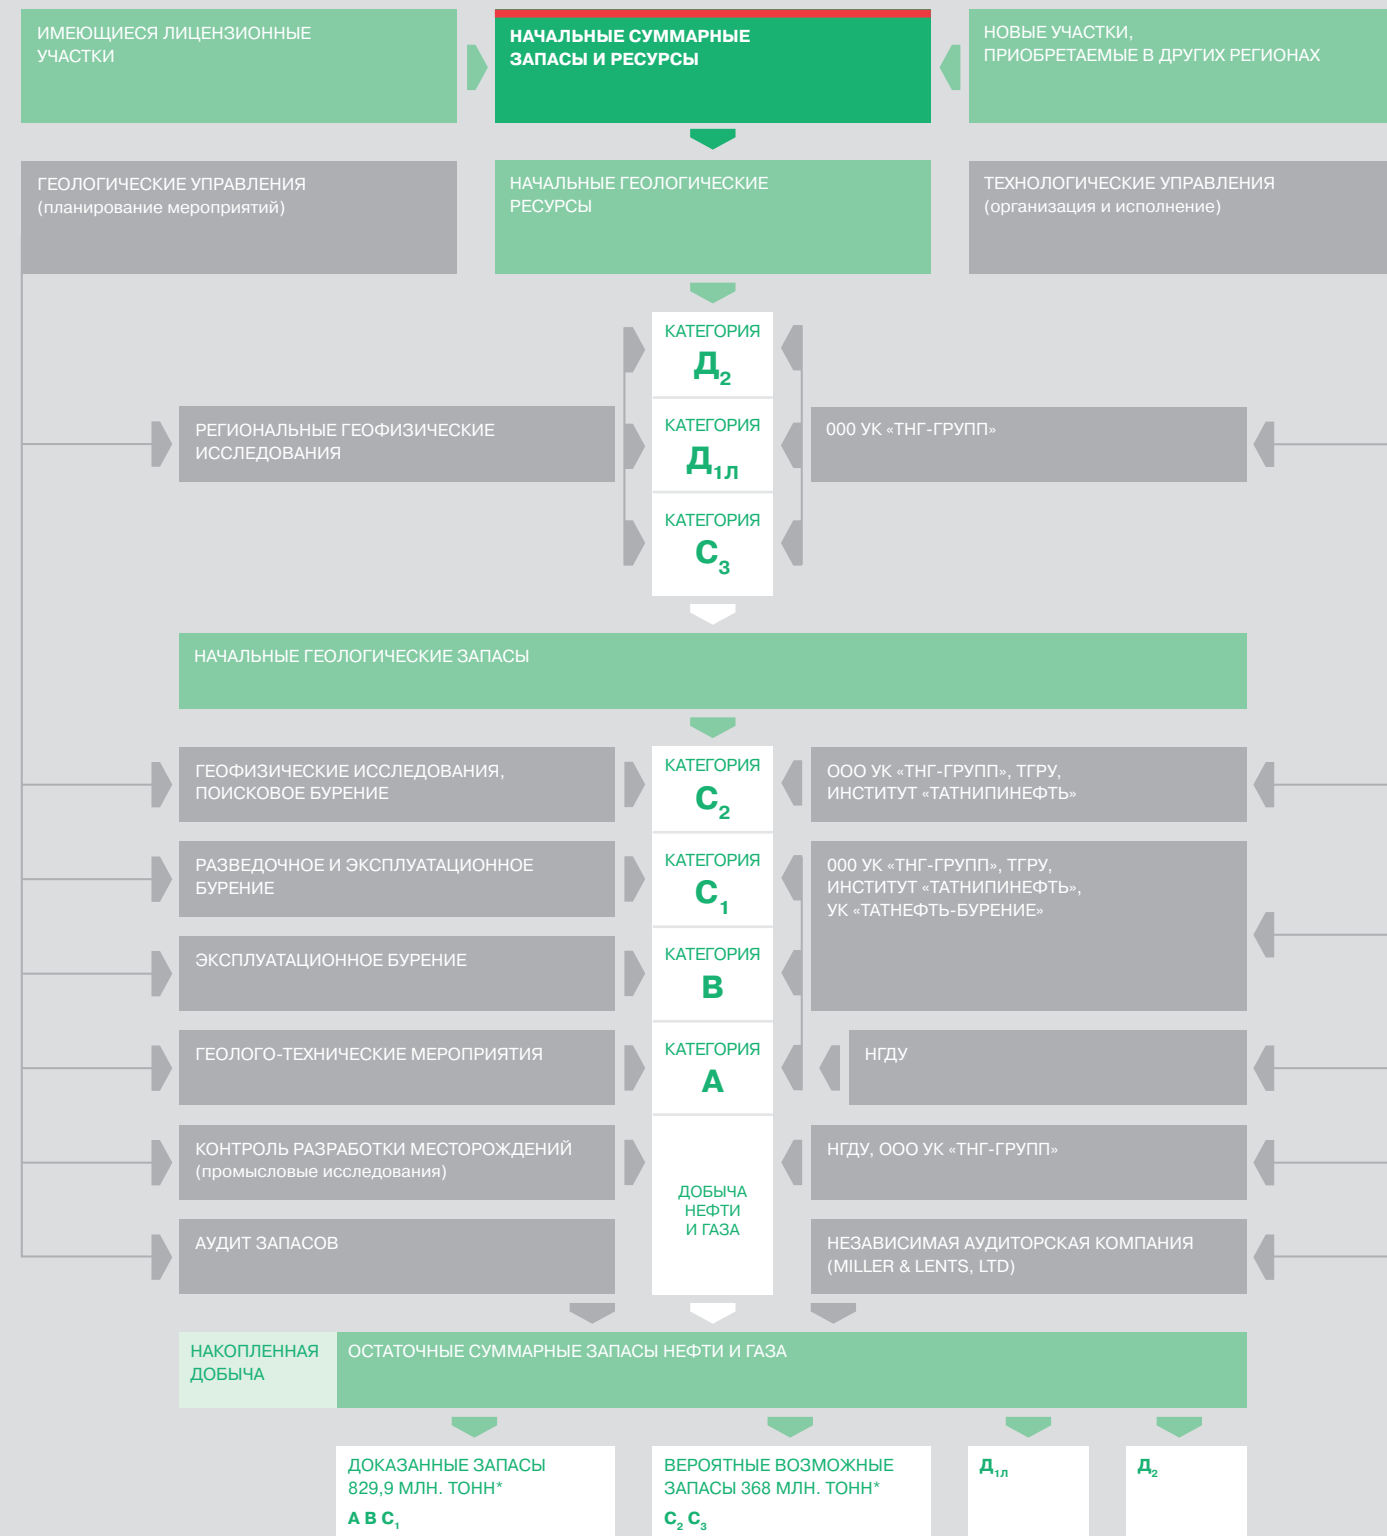 ИМЕЮЩИЕСЯ ЛИЦЕНЗИОННЫЕ
УЧАСТКИ
НАЧАЛЬНЫЕ СУММАРНЫЕ
ЗАПАСЫ И РЕСУРСЫ
НОВЫЕ УЧАСТКИ,
ПРИОБРЕТАЕМЫЕ В ДРУГИХ РЕГИОНАХ
ГЕОЛОГИЧЕСКИЕ УПРАВЛЕНИЯ
(планирование мероприятий)
НАЧАЛЬНЫЕ ГЕОЛОГИЧЕСКИЕ
РЕСУРСЫ
ТЕХНОЛОГИЧЕСКИЕ УПРАВЛЕНИЯ
(организация и исполнение)
КАТЕГОРИЯ
Д₂
РЕГИОНАЛЬНЫЕ ГЕОФИЗИЧЕСКИЕ
ИССЛЕДОВАНИЯ
КАТЕГОРИЯ
Д₁л
000 УК «ТНГ-ГРУПП»
КАТЕГОРИЯ
С₃
НАЧАЛЬНЫЕ ГЕОЛОГИЧЕСКИЕ ЗАПАСЫ
ГЕОФИЗИЧЕСКИЕ ИССЛЕДОВАНИЯ,
ПОИСКОВОЕ БУРЕНИЕ
КАТЕГОРИЯ
С₂
ООО УК «ТНГ-ГРУПП», ТГРУ,
ИНСТИТУТ «ТАТНИПИНЕФТЬ»
РАЗВЕДОЧНОЕ И ЭКСПЛУАТАЦИОННОЕ
БУРЕНИЕ
КАТЕГОРИЯ
С₁
000 УК «ТНГ-ГРУПП», ТГРУ,
ИНСТИТУТ «ТАТНИПИНЕФТЬ»,
УК «ТАТНЕФТЬ-БУРЕНИЕ»
ЭКСПЛУАТАЦИОННОЕ БУРЕНИЕ
КАТЕГОРИЯ
В
ГЕОЛОГО-ТЕХНИЧЕСКИЕ МЕРОПРИЯТИЯ
КАТЕГОРИЯ
А
НГДУ
КОНТРОЛЬ РАЗРАБОТКИ МЕСТОРОЖДЕНИЙ
(промысловые исследования)
ДОБЫЧА
НЕФТИ
И ГАЗА
НГДУ, ООО УК «ТНГ-ГРУПП»
АУДИТ ЗАПАСОВ
НЕЗАВИСИМАЯ АУДИТОРСКАЯ КОМПАНИЯ
(MILLER & LENTS, LTD)
НАКОПЛЕННАЯ
ДОБЫЧА
ОСТАТОЧНЫЕ СУММАРНЫЕ ЗАПАСЫ НЕФТИ И ГАЗА
ДОКАЗАННЫЕ ЗАПАСЫ
829,9 МЛН. ТОНН*
А В С₁
ВЕРОЯТНЫЕ ВОЗМОЖНЫЕ
ЗАПАСЫ 368 МЛН. ТОНН*
С₂ С₃
Д₁л
Д₂